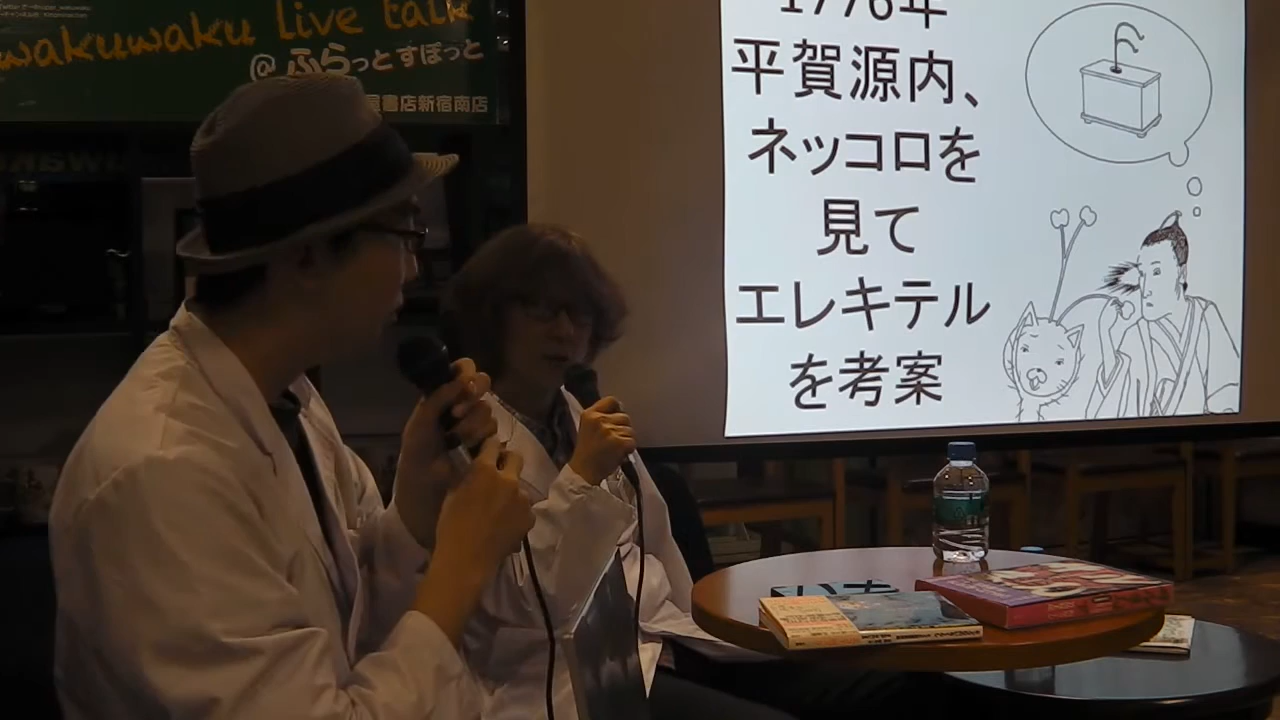 wakuwaku live talk
@ ふらっとすぽっと
屋書店新宿南店
1776年
平賀源内、
ネッコロを
見て
エレキテル
を考案